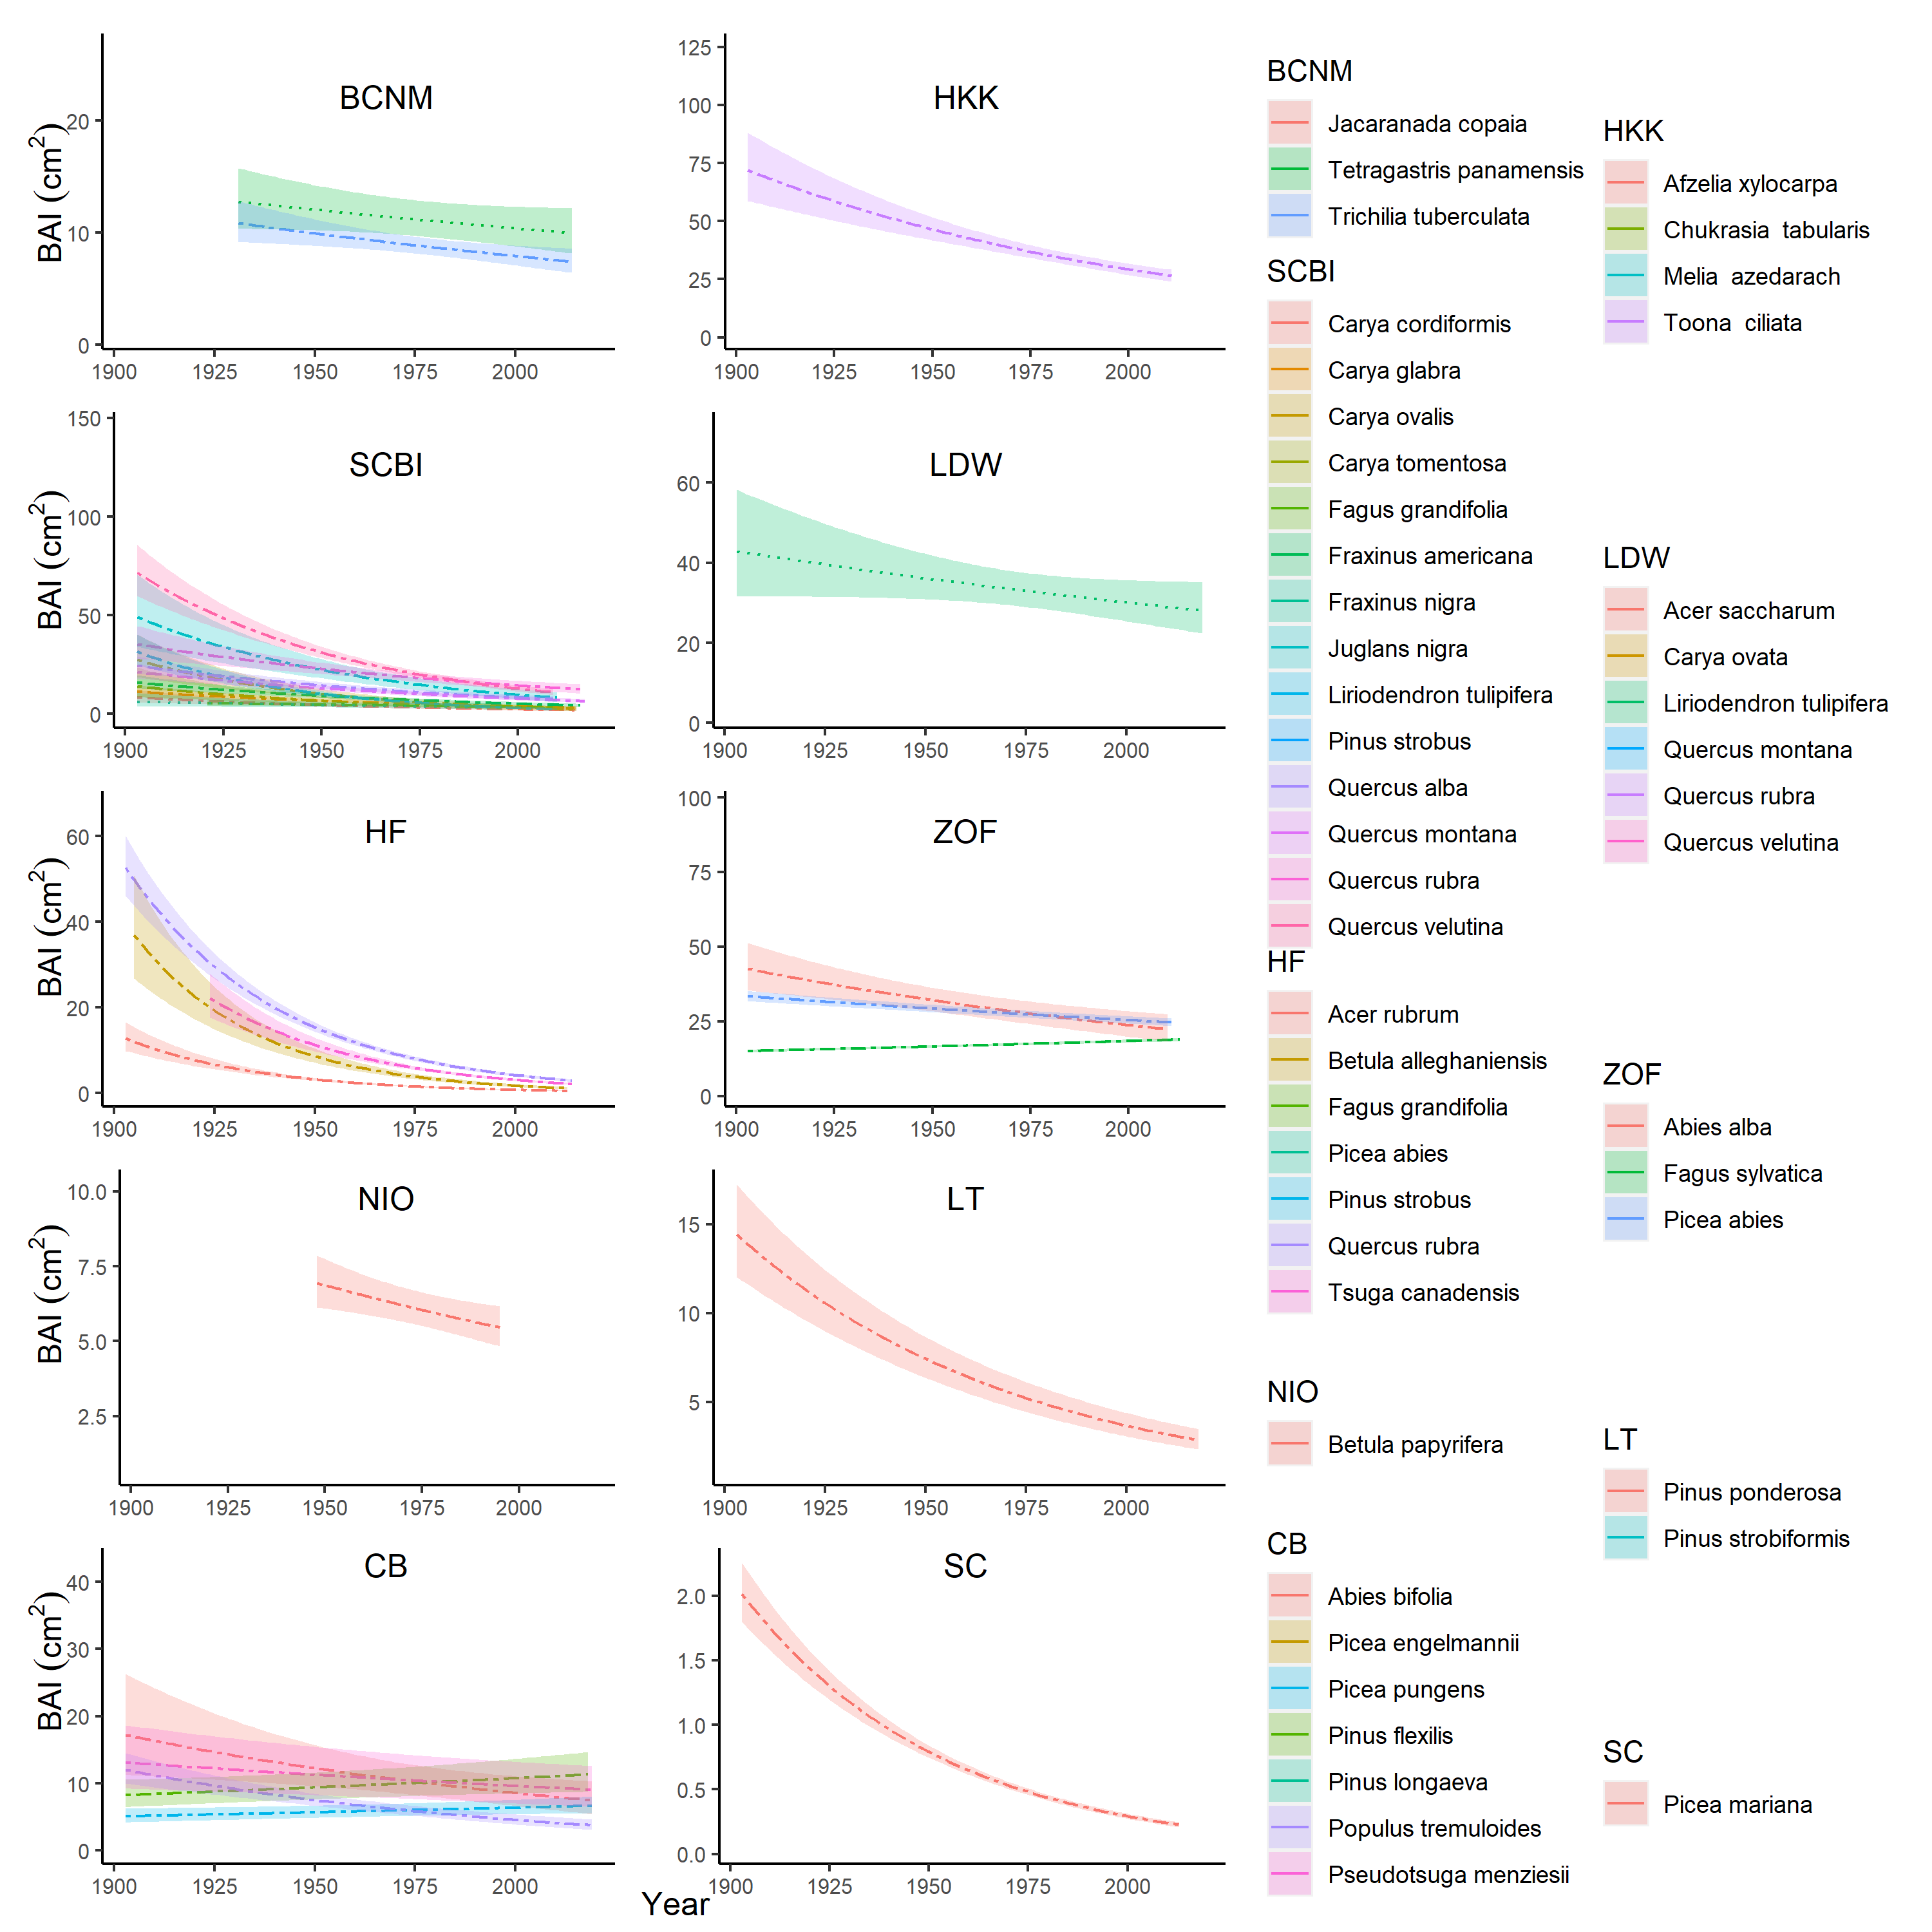 BCNM
BAI (cm2)
20
10
0
1900 1925 1950 1975 2000
HKK
125
100
75
50
25
0
1900 1925 1950 1975 2000
SCBI
BAI (cm2)
150
100
50
0
1900 1925 1950 1975 2000
LDW
60
40
20
0
1900 1925 1950 1975 2000
HF
BAI (cm2)
60
40
20
0
1900 1925 1950 1975 2000
ZOF
100
75
50
25
0
1900 1925 1950 1975 2000
NIO
BAI (cm2)
10.0
7.5
5.0
2.5
1900 1925 1950 1975 2000
LT
15
10
5
1900 1925 1950 1975 2000
CB
BAI (cm2)
40
30
20
10
0
1900 1925 1950 1975 2000
SC
2.0
1.5
1.0
0.5
0.0
1900 1925 1950 1975 2000
Year
BCNM
Jacaranada copaia
Tetragastris panamensis
Trichilia tuberculata
SCBI
Carya cordiformis
Carya glabra
Carya ovalis
Carya tomentosa
Fagus grandifolia
Fraxinus americana
Fraxinus nigra
Juglans nigra
Liriodendron tulipifera
Pinus strobus
Quercus alba
Quercus montana
Quercus rubra
Quercus velutina
HF
Acer rubrum
Betula alleghaniensis
Fagus grandifolia
Picea abies
Pinus strobus
Quercus rubra
Tsuga canadensis
NIO
Betula papyrifera
CB
Abies bifolia
Picea engelmannii
Picea pungens
Pinus flexilis
Pinus longaeva
Populus tremuloides
Pseudotsuga menziesii
HKK
Afzelia xylocarpa
Chukrasia  tabularis
Melia  azedarach
Toona  ciliata
LDW
Acer saccharum
Carya ovata
Liriodendron tulipifera
Quercus montana
Quercus rubra
Quercus velutina
ZOF
Abies alba
Fagus sylvatica
Picea abies
LT
Pinus ponderosa
Pinus strobiformis
SC
Picea mariana